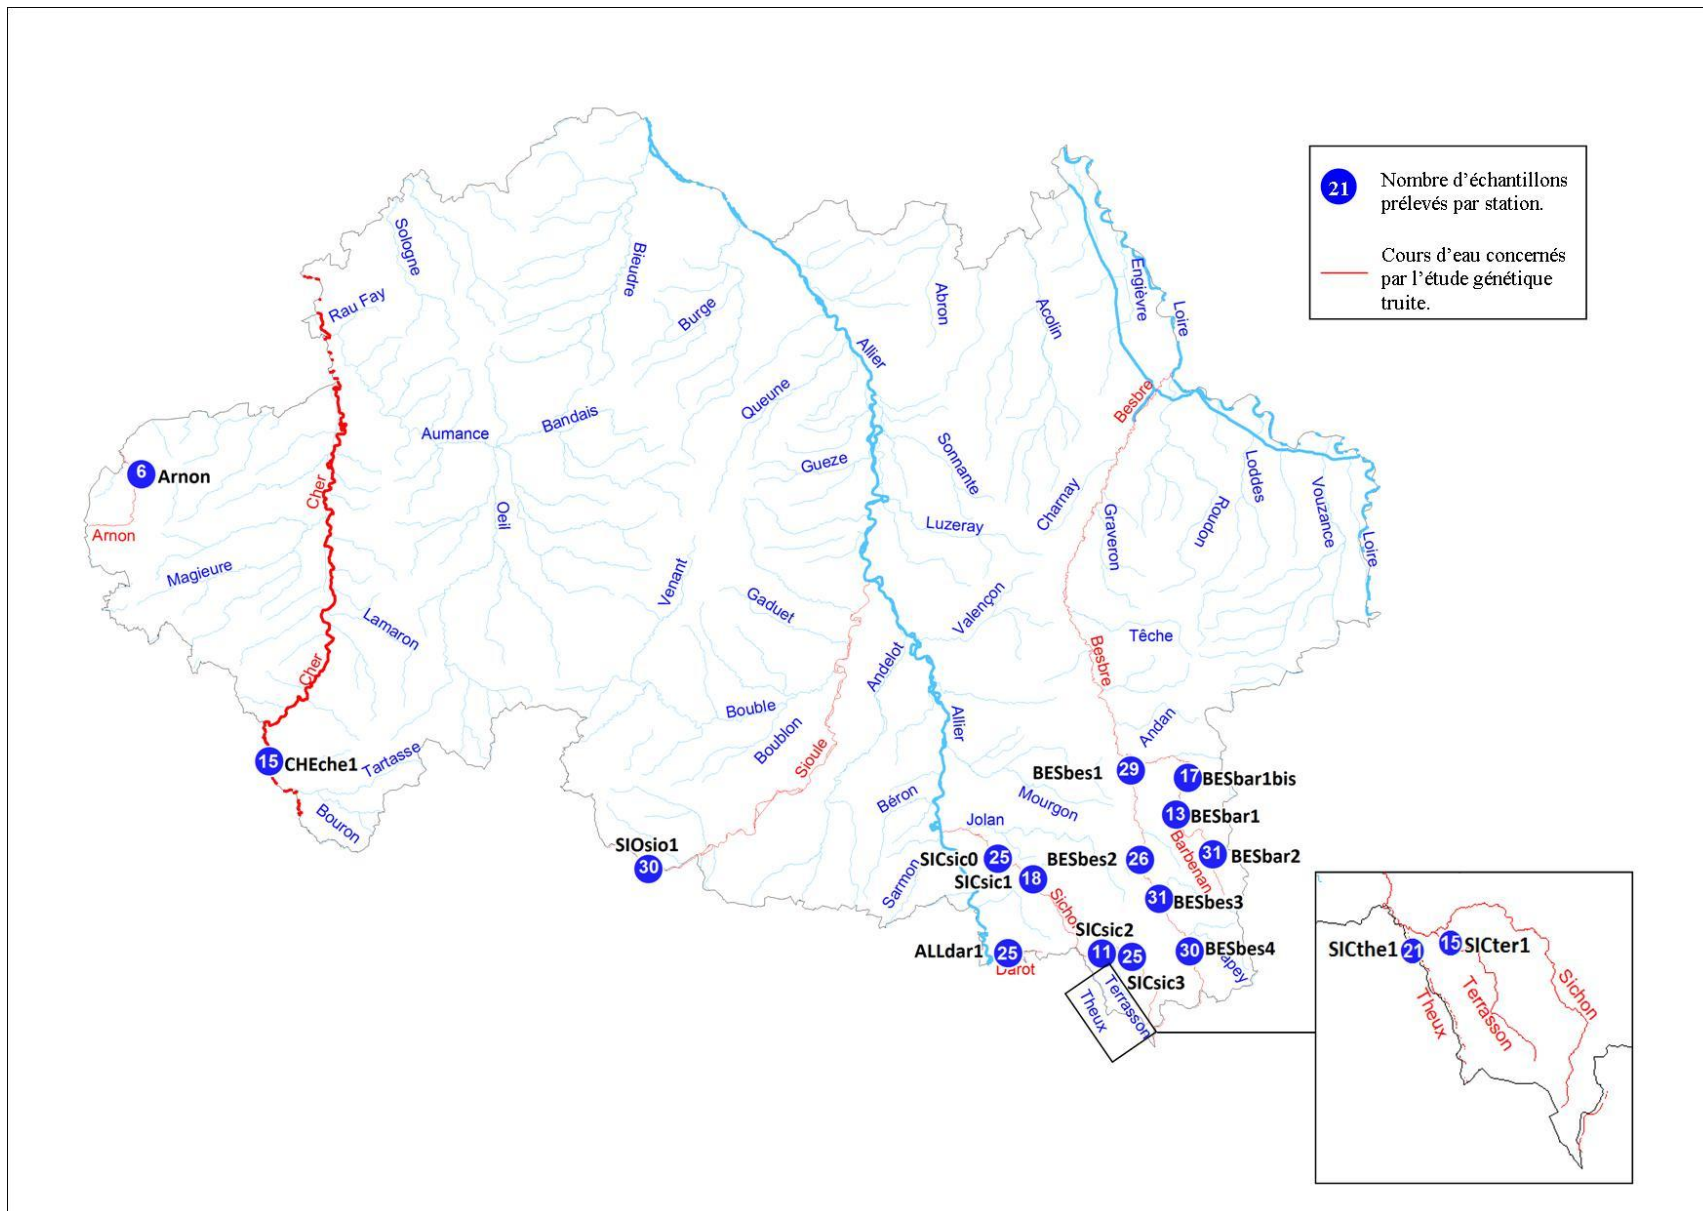 21
Nombre d'échantillons
prélevés par station.
Cours d'eau concernés
par l'étude génétique
truite.
Sologne
Rau Fay
Bieudre
Burge
Allier
Abron
Acolin
Engièvre
Loire
Besbre
Queune
Bandais
Aumance
Gueze
Sonnante
Charnay
Loddes
Vouzance
Roudon
Graveron
Loire
6 Arnon
Arnon
Cher
Oeil
Luzeray
Magieure
Venant
Gaduet
Valençon
Lamaron
Cher
Andelot
Têche
Besbre
Bouble
Boublon
Sioule
Allier
Andan
15 CHEche1
Tartasse
Bouron
BESbes1 29
17 BESbar1bis
Béron
Mourgon
13 BESbar1
Jolan
Barbenan
SIOsio1
30
SICsic0 25
BESbes2 26
31 BESbar2
SICsic1 18
Sarmon
Sichon
31 BESbes3
SICsic2
11
25
SICsic3
ALLdar1 25
Darot
30 BESbes4
apey
Terrasson
Theux
SICthe1 21
15 SICter1
Sichon
Terrasson
Theux